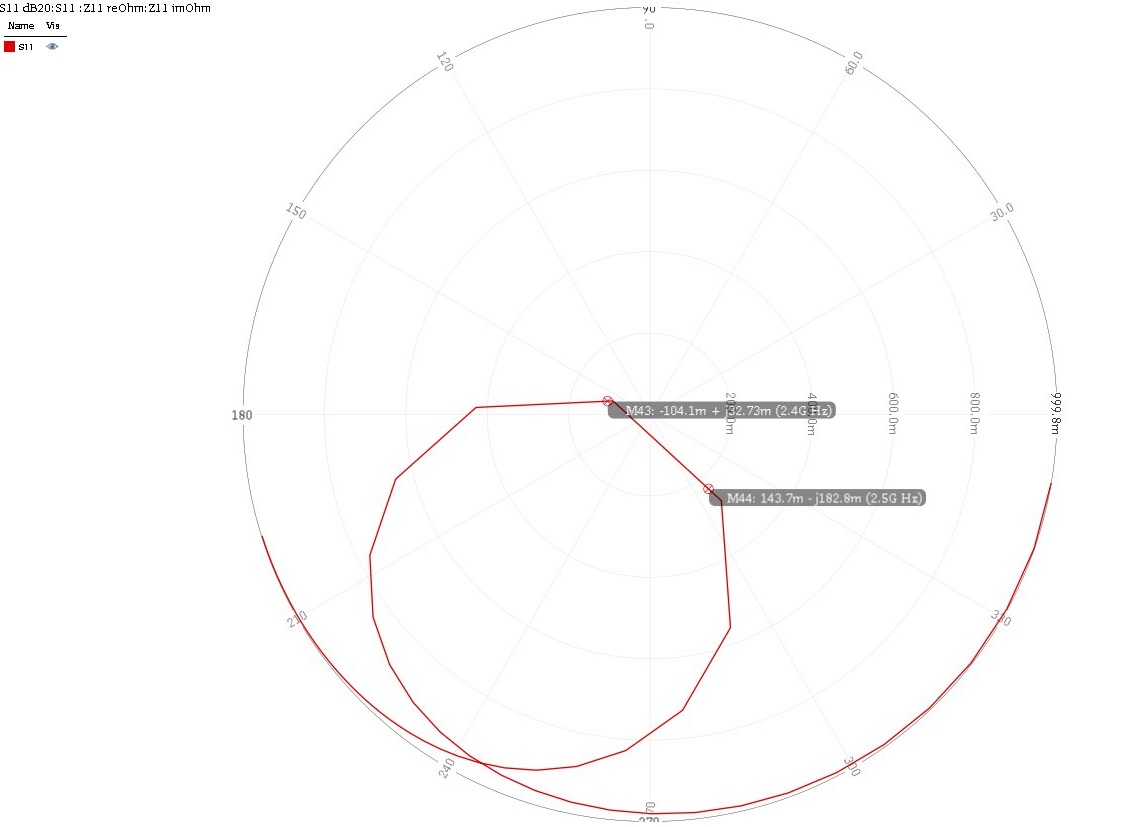 S11 dB20:S11 :Z11 reOhm:Z11 imOhm
Name Vis
S11
90.0
120
60.0
150
30.0
180
200.0m 400.0m 600.0m 800.0m 999.8m
M43: -104.1m + j32.73m (2.4G Hz)
M44: 143.7m - j182.8m (2.5G Hz)
210
330
240
300
270